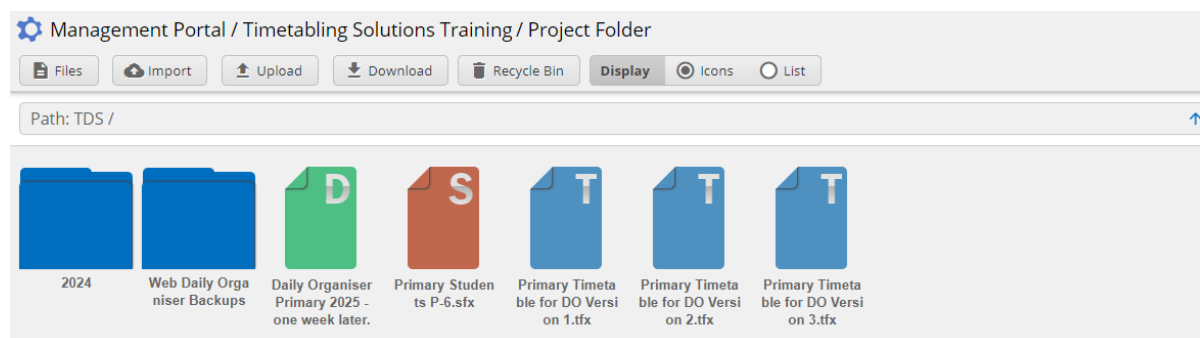 Management Portal / Timetabling Solutions Training / Project Folder
Files Import Upload Download Recycle Bin Display Icons List
Path: TDS /
D S T T T
2024
Web Daily Orga
niser Backups
Daily Organiser
Primary 2025 -
one week later.
Primary Studen
ts P-6.sfx
Primary Timeta
ble for DO Versi
on 1.tfx
Primary Timeta
ble for DO Versi
on 2.tfx
Primary Timeta
ble for DO Versi
on 3.tfx